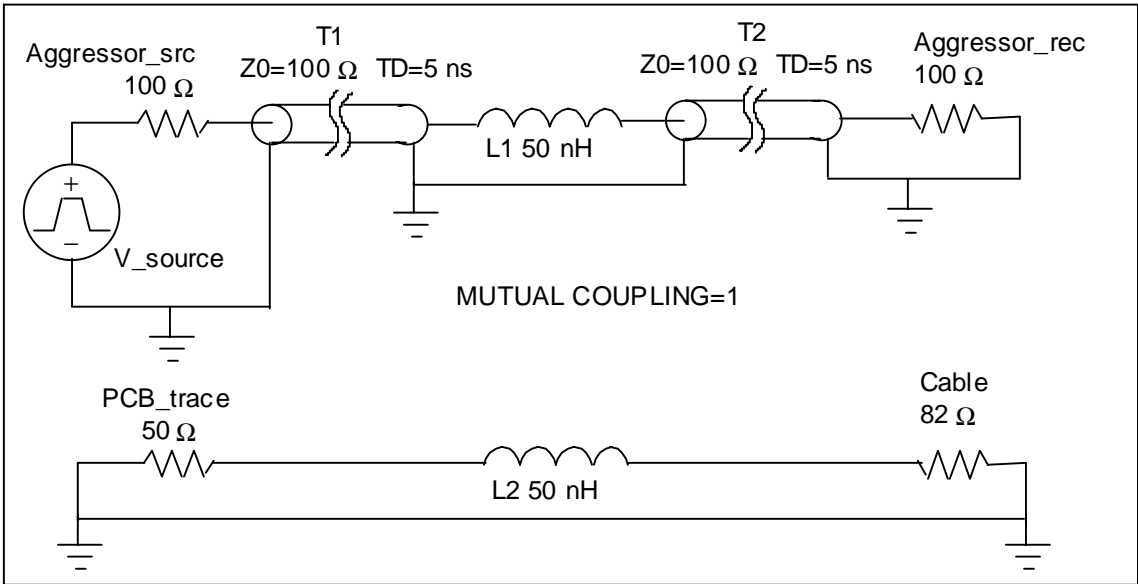 T1
Aggressor_src
100 Ω
Z0=100 Ω TD=5 ns
T2
Z0=100 Ω TD=5 ns
Aggressor_rec
100 Ω
L1 50 nH
+
−
V_source
MUTUAL COUPLING=1
PCB_trace
50 Ω
Cable
82 Ω
L2 50 nH